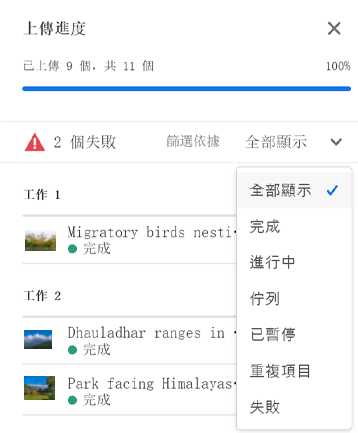 上傳進度
已上傳 9 個，共 11 個 100%
2 個失敗 篩選依據 全部顯示
全部顯示
完成
進行中
佇列
已暫停
重複項目
失敗
工作 1
Migratory birds nesti
完成
工作 2
Dhauladhar ranges in
完成
Park facing Himalayas
完成